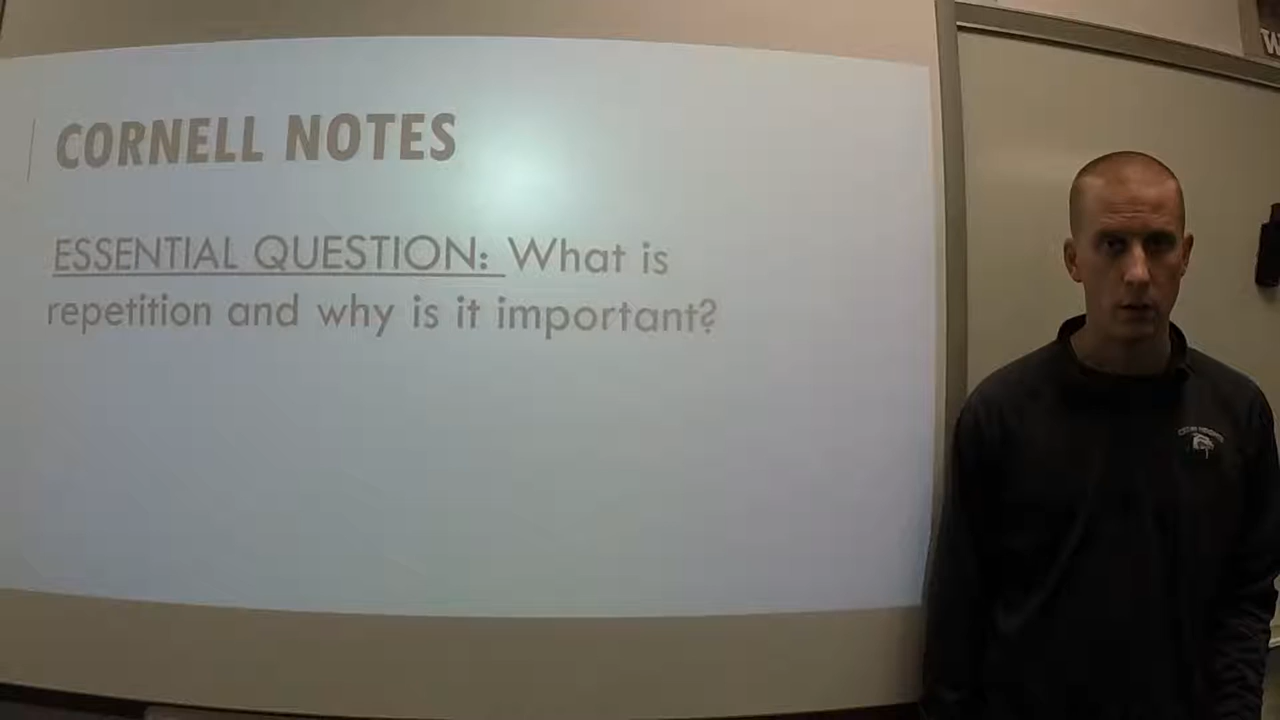 CORNELL NOTES
ESSENTIAL QUESTION: What is
repetition and why is it important?